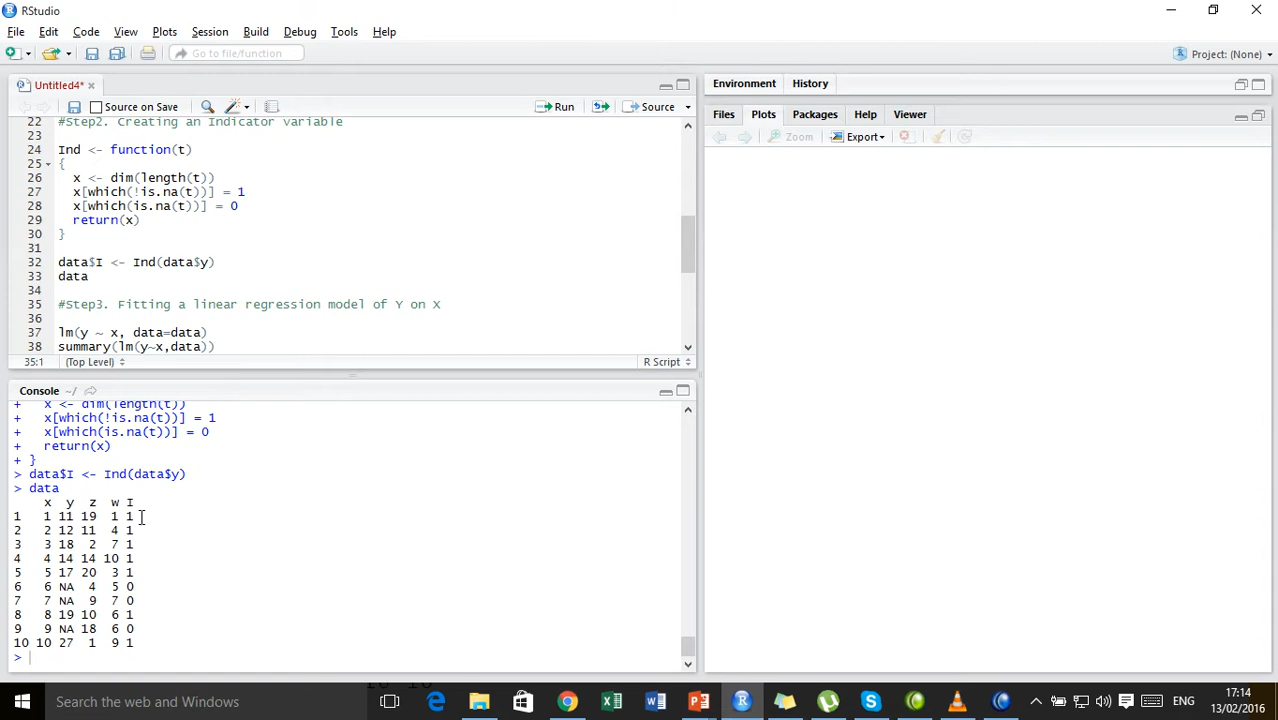 RStudio
File Edit Code View Plots Session Build Debug Tools Help
Go to file/function
Project: (None)
Untitled4*
Source on Save
Run
Source
22 #Step2. Creating an Indicator variable
23
24 Ind <- function(t)
25 {
26 x <- dim(length(t))
27 x[which(!is.na(t))] = 1
28 x[which(is.na(t))] = 0
29 return(x)
30 }
31
32 data$I <- Ind(data$y)
33 data
34
35 #Step3. Fitting a linear regression model of Y on X
36
37 lm(y ~ x, data=data)
38 summary(lm(y~x,data))
35:1 (Top Level) R Script
Console ~/
+ x <- dim(length(t))
+ x[which(!is.na(t))] = 1
+ x[which(is.na(t))] = 0
+ return(x)
+ }
> data$I <- Ind(data$y)
> data
x y z w I
1 1 11 19 1 1
2 2 12 11 4 1
3 3 18 2 7 1
4 4 14 14 10 1
5 5 17 20 3 1
6 6 NA 4 5 0
7 7 NA 9 7 0
8 8 19 10 6 1
9 9 NA 18 6 0
10 10 27 1 9 1
>
Environment History
Files Plots Packages Help Viewer
Zoom Export
Search the web and Windows
ENG
17:14
13/02/2016